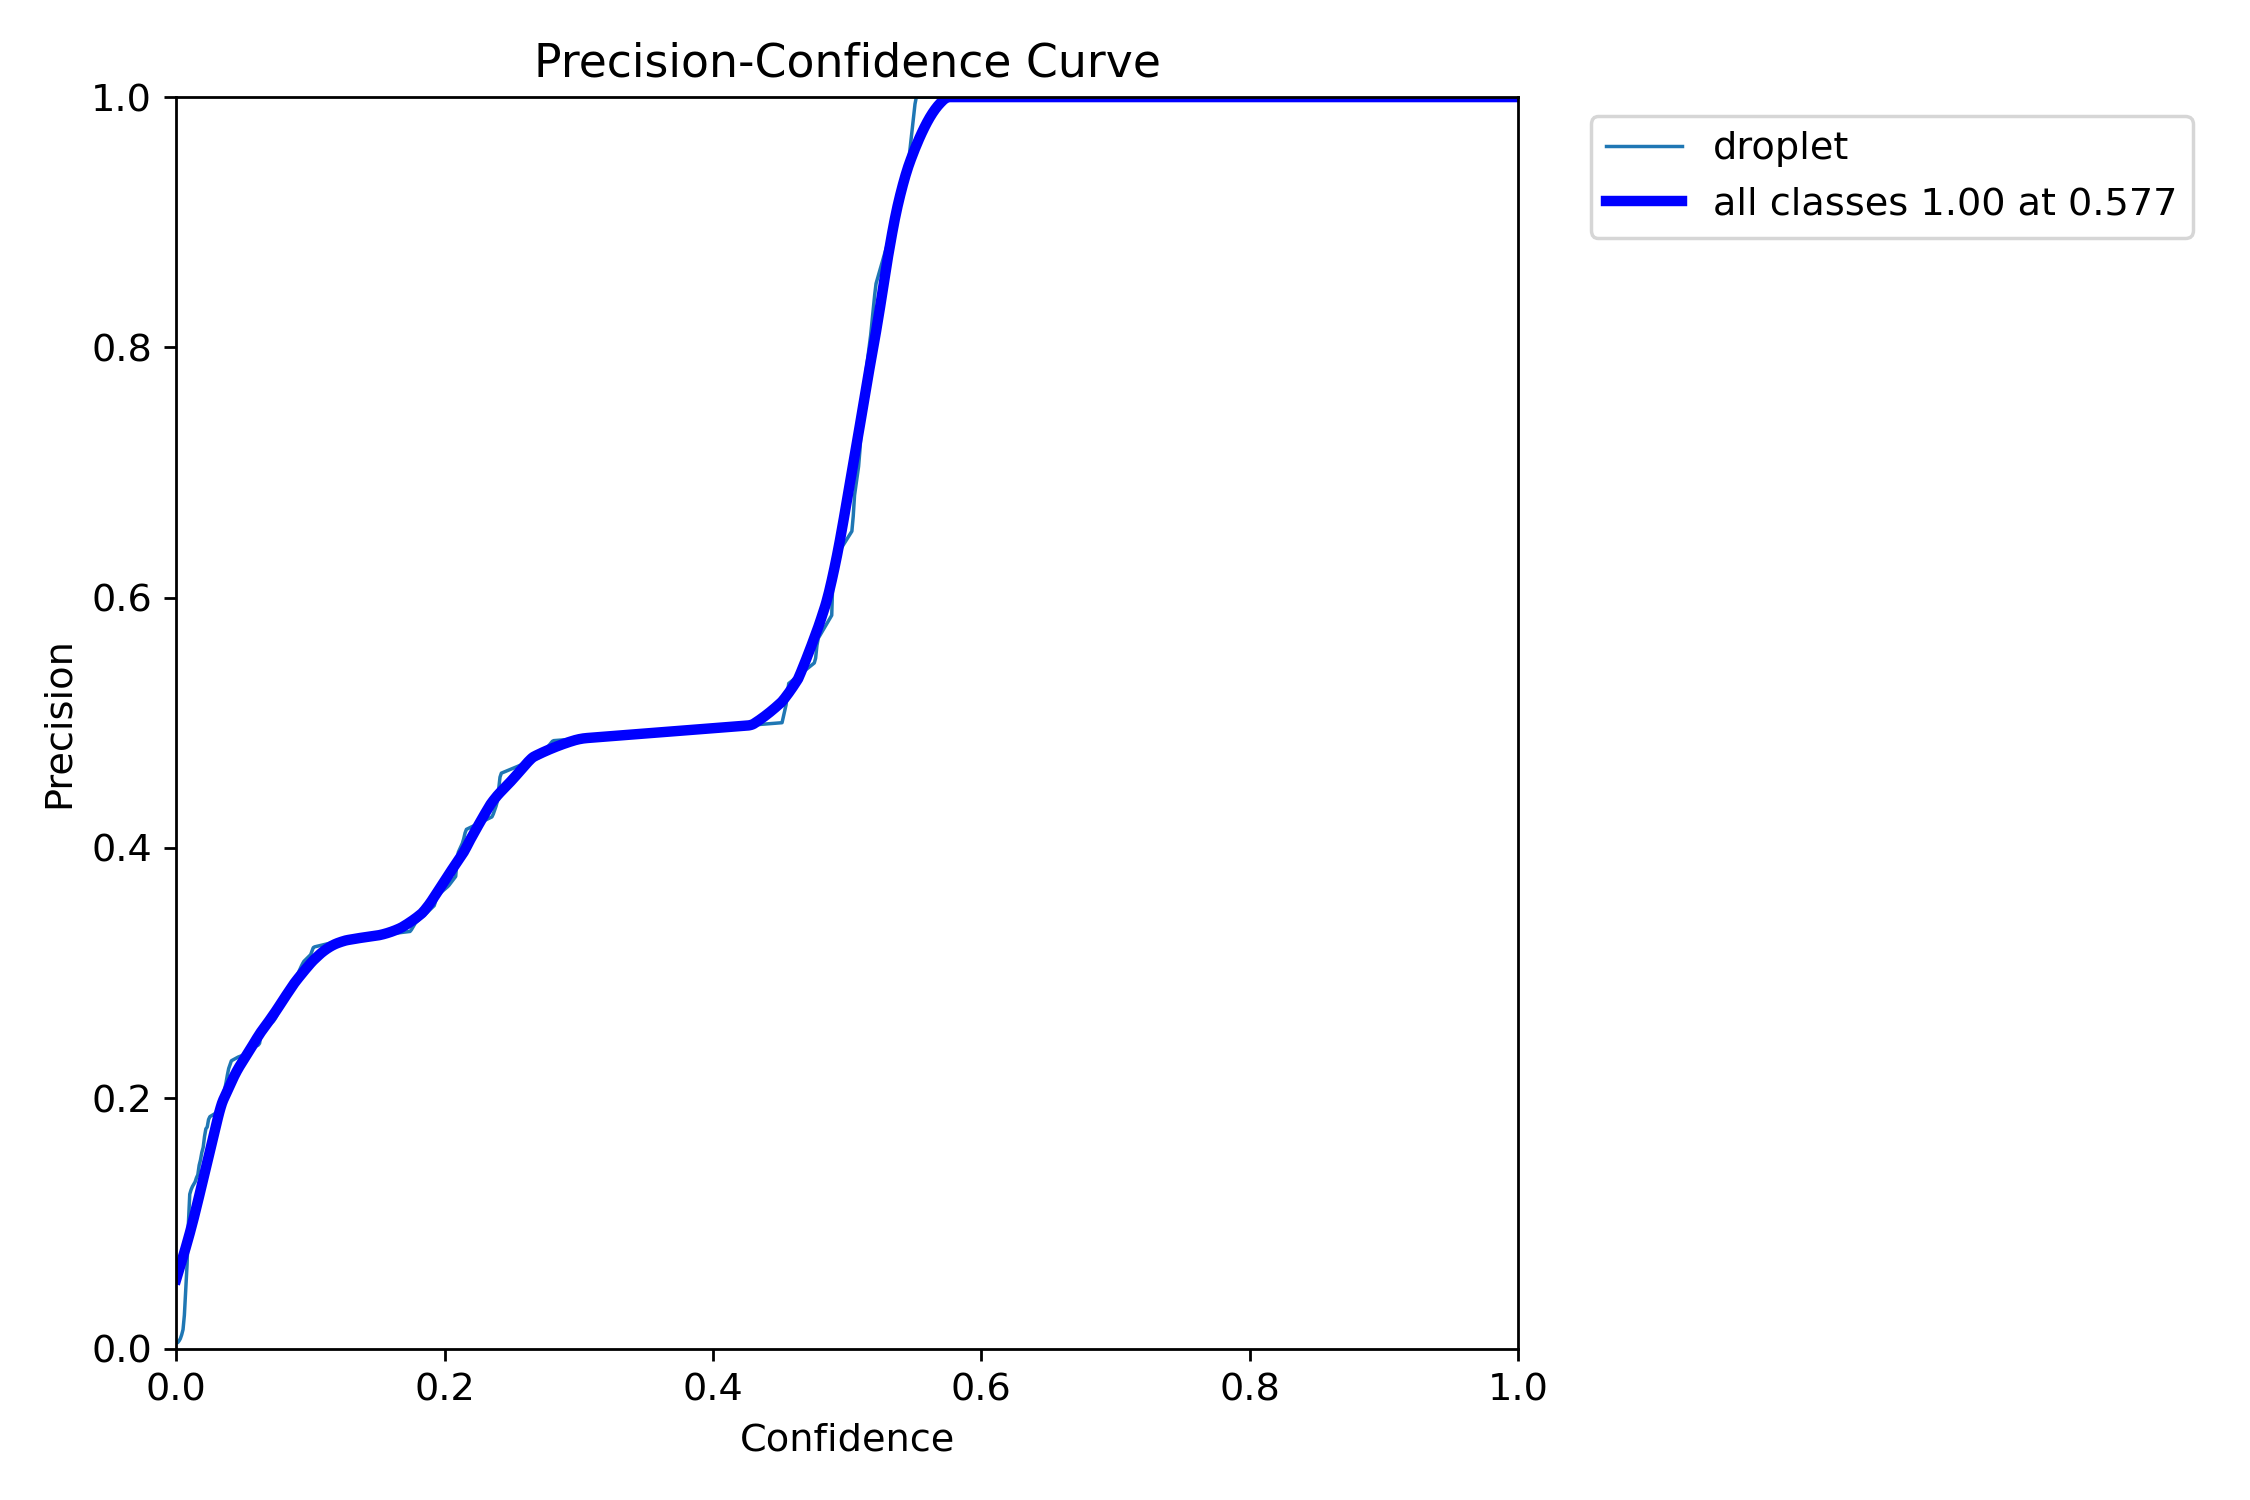 Precision-Confidence Curve
1.0
0.8
0.6
0.4
0.2
0.0
Precision
0.0 0.2 0.4 0.6 0.8 1.0
Confidence
droplet
all classes 1.00 at 0.577